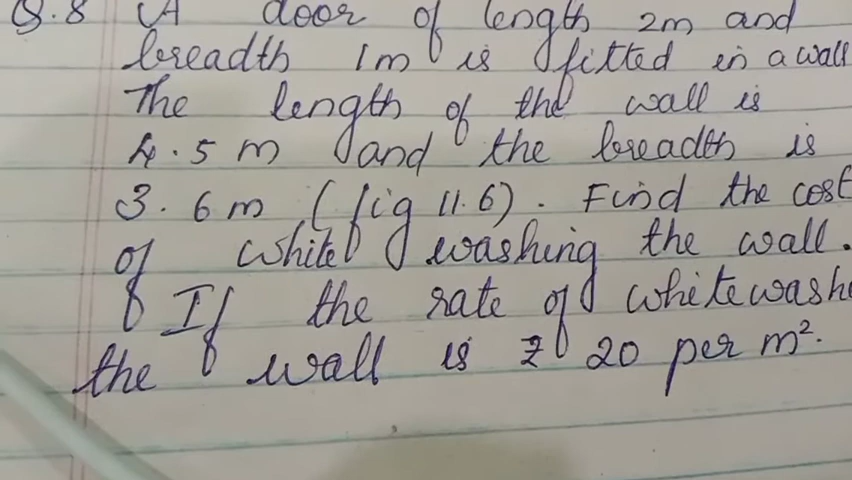 Q.8 A door of length 2m and
breadth 1m is fitted in a wall
The length of the wall is
4.5 m and the breadth is
3.6 m (fig 11.6). Find the cost
of white washing the wall.
If the rate of whitewash
the wall is ₹ 20 per m².